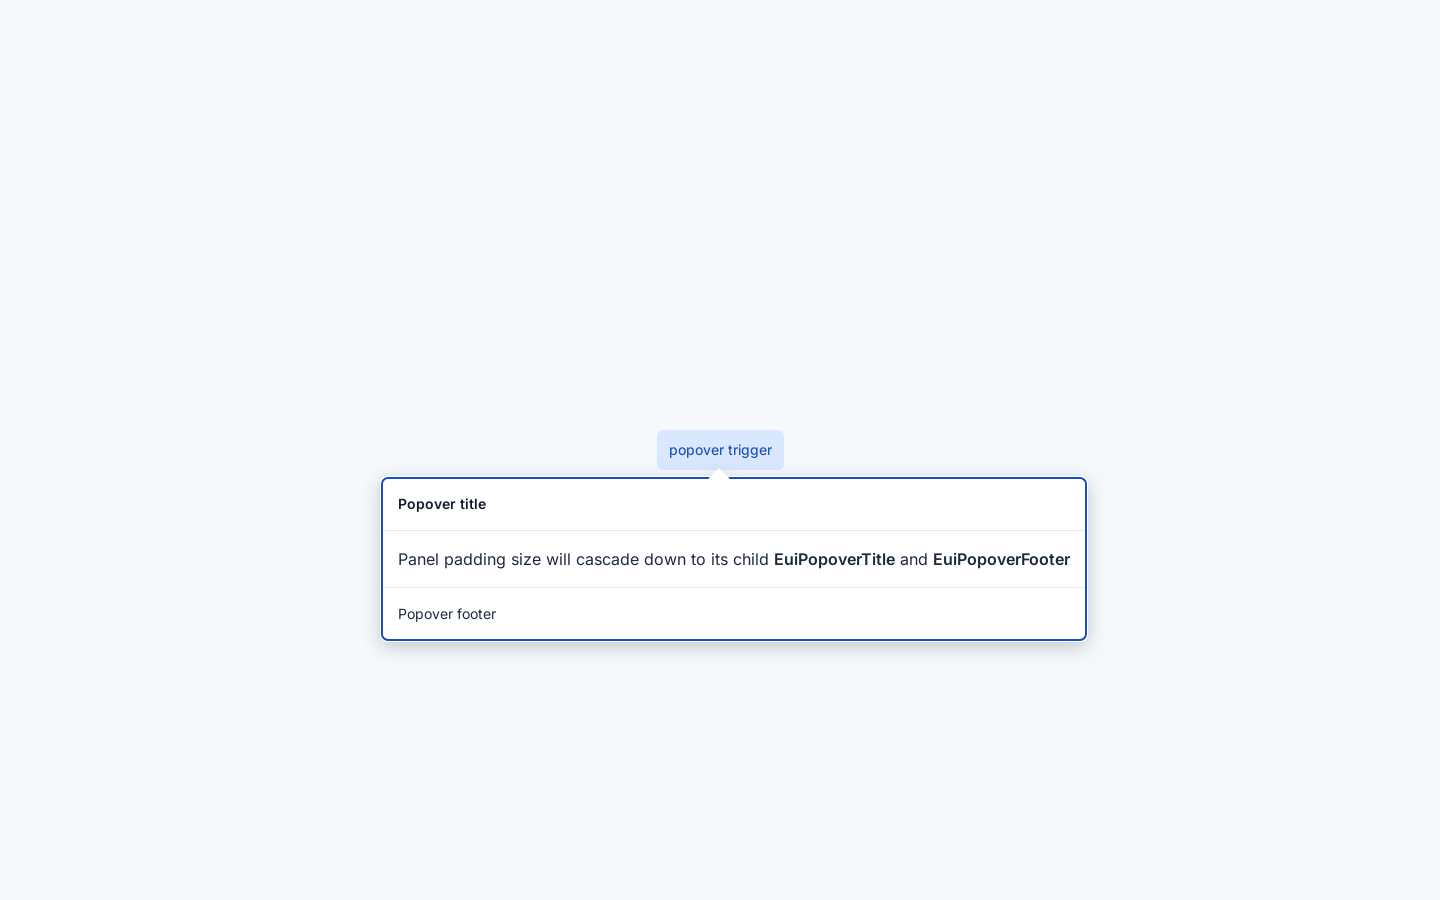 popover trigger
Popover title
Panel padding size will cascade down to its child EuiPopoverTitle and EuiPopoverFooter
Popover footer